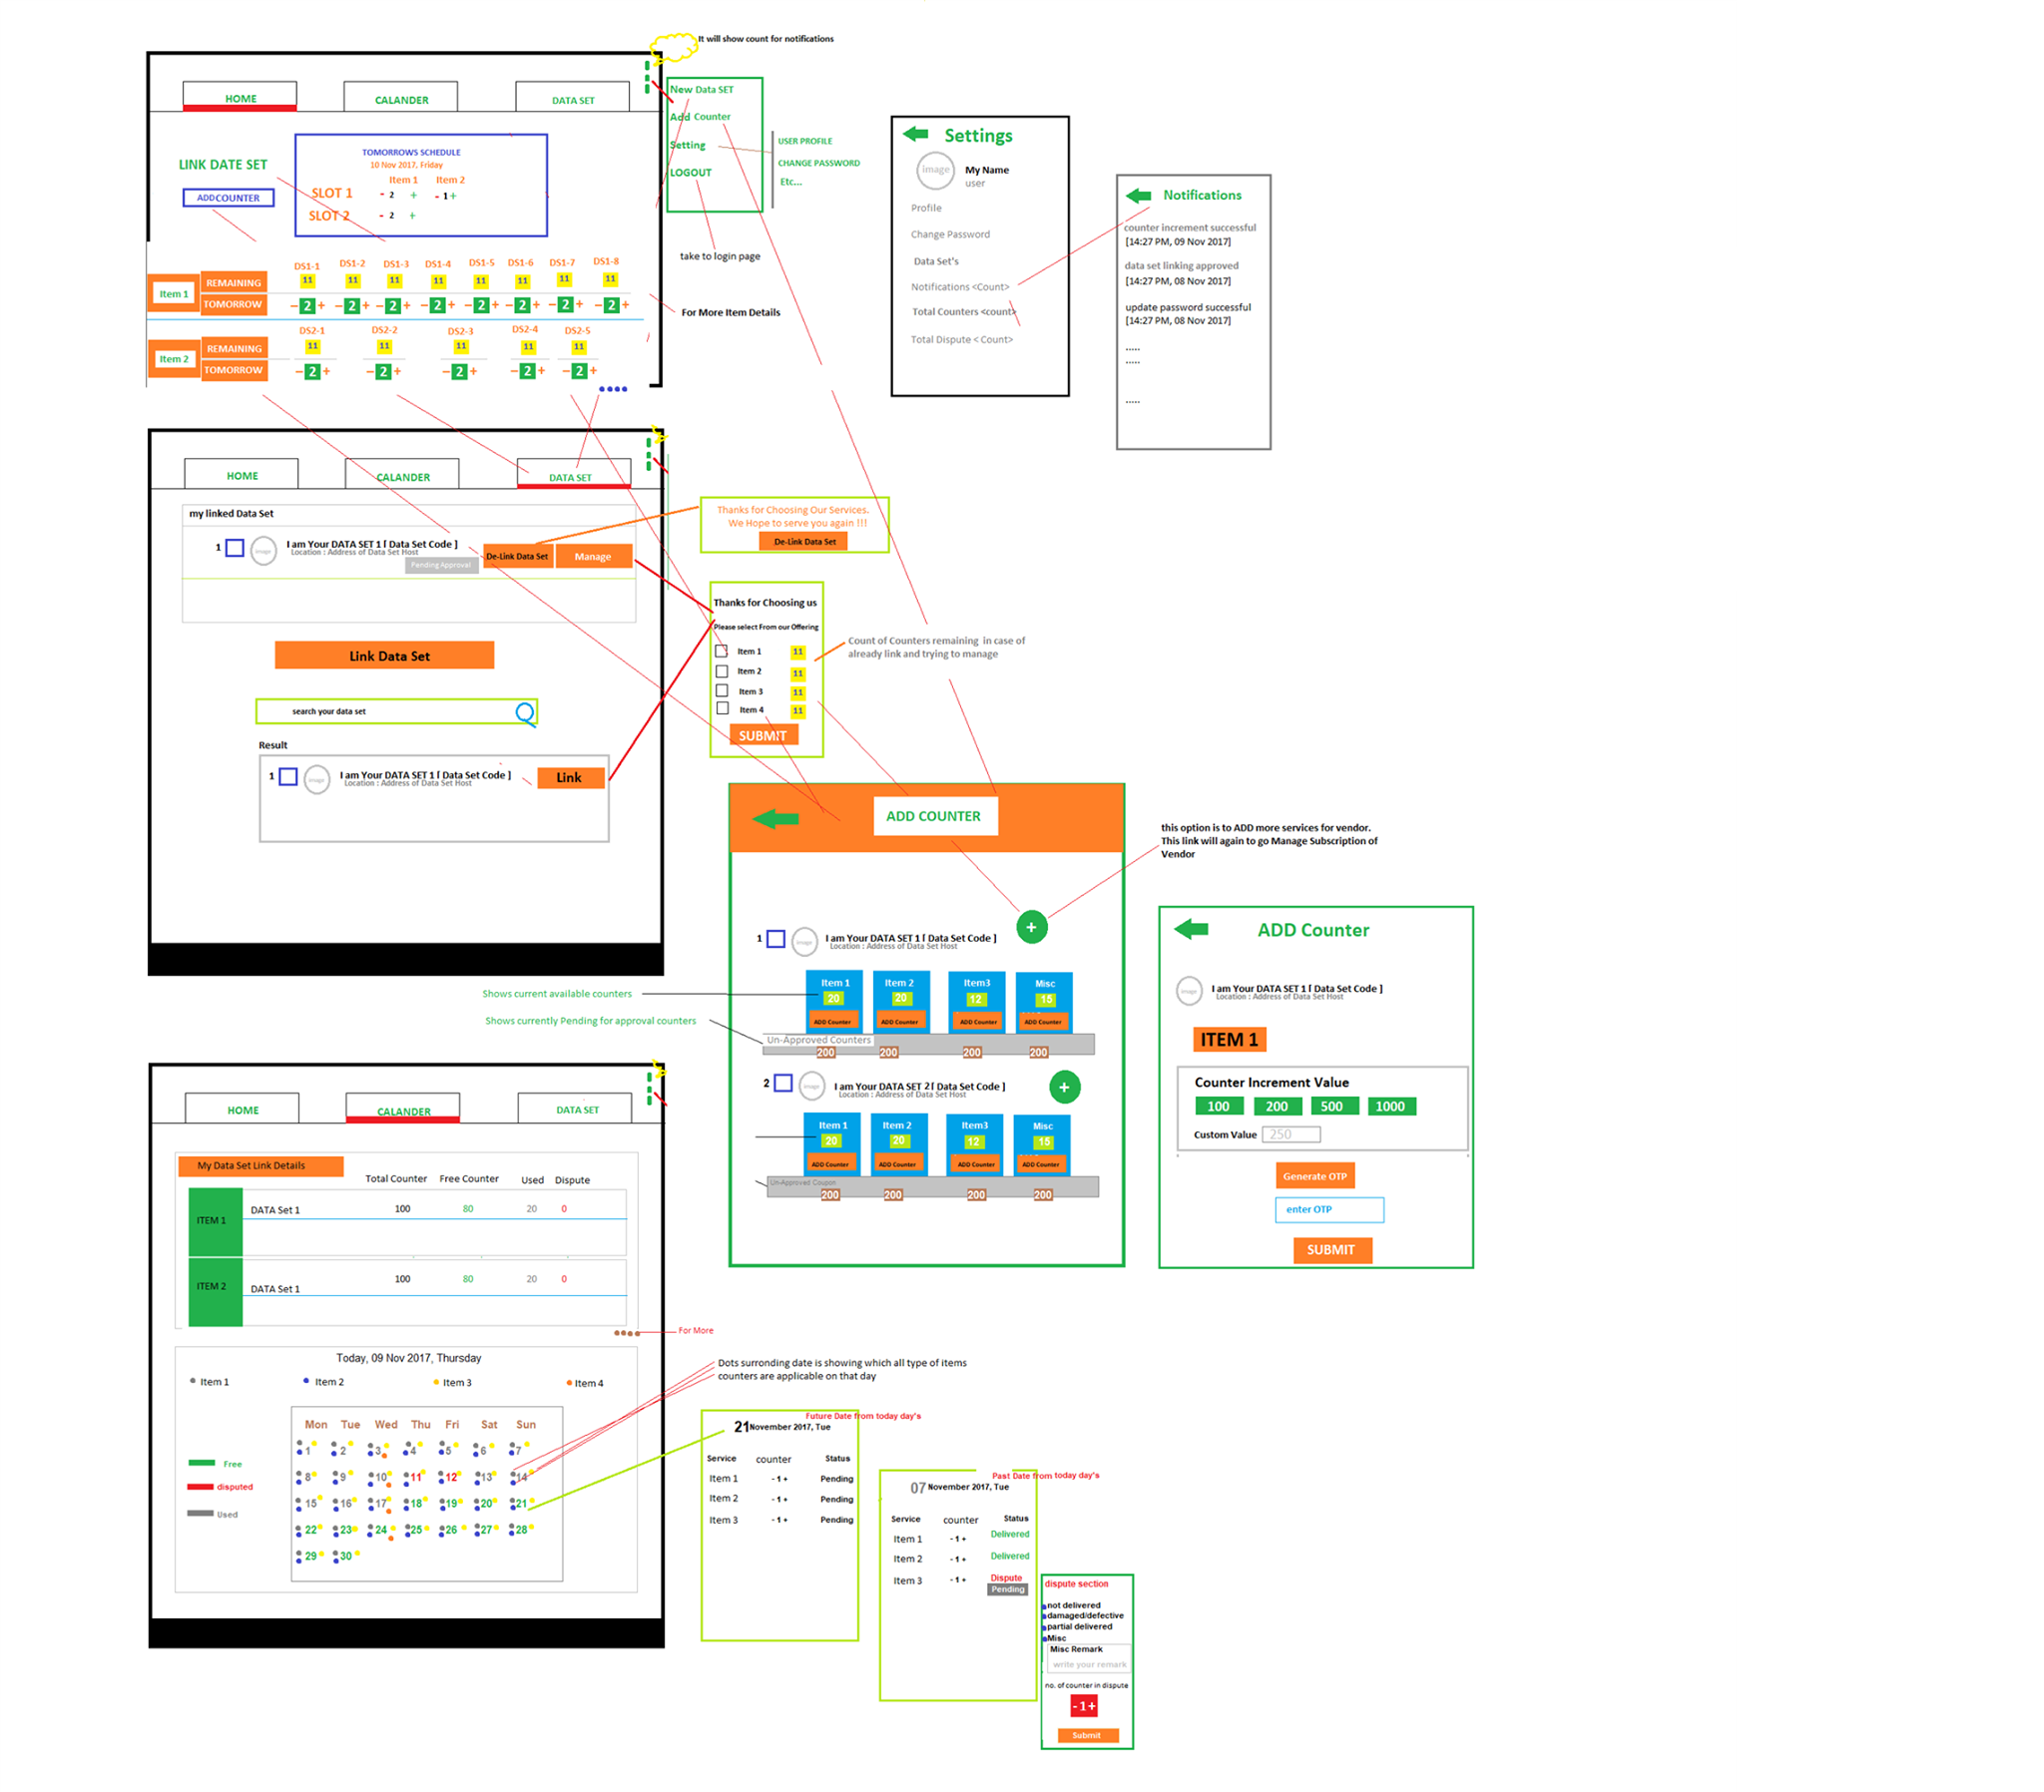 It will show count for notifications
HOME
CALANDER
DATA SET
New Data SET
Add Counter
Setting
LOGOUT
USER PROFILE
CHANGE PASSWORD
Etc...
take to login page
LINK DATE SET
ADDCOUNTER
TOMORROWS SCHEDULE
10 Nov 2017, Friday
Item 1 Item 2
SLOT 1 - 2 + - 1 +
SLOT 2 - 2 +
DS1-1 DS1-2 DS1-3 DS1-4 DS1-5 DS1-6 DS1-7 DS1-8
Item 1
REMAINING 11 11 11 11 11 11 11 11
TOMORROW - 2 + - 2 + - 2 + - 2 + - 2 + - 2 + - 2 + - 2 +
DS2-1 DS2-2 DS2-3 DS2-4 DS2-5
Item 2
REMAINING 11 11 11 11 11
TOMORROW - 2 + - 2 + - 2 + - 2 + - 2 +
For More Item Details
Settings
image
My Name
user
Profile
Change Password
Data Set's
Notifications <Count>
Total Counters <count>
Total Dispute < Count>
Notifications
counter increment successful
[14:27 PM, 09 Nov 2017]
data set linking approved
[14:27 PM, 08 Nov 2017]
update password successful
[14:27 PM, 08 Nov 2017]
.....
.....
.....
HOME
CALANDER
DATA SET
my linked Data Set
1 image I am Your DATA SET 1 [ Data Set Code ]
Location : Address of Data Set Host
Pending Approval
De-Link Data Set
Manage
Link Data Set
search your data set
Result
1 image I am Your DATA SET 1 [ Data Set Code ]
Location : Address of Data Set Host
Link
Thanks for Choosing Our Services.
We Hope to serve you again !!!
De-Link Data Set
Thanks for Choosing us
Please select From our Offering
Item 1 11
Item 2 11
Item 3 11
Item 4 11
SUBMIT
Count of Counters remaining in case of
already link and trying to manage
ADD COUNTER
this option is to ADD more services for vendor.
This link will again to go Manage Subscription of
Vendor
+
1 image I am Your DATA SET 1 [ Data Set Code ]
Location : Address of Data Set Host
Item 1 Item 2 Item3 Misc
20 20 12 15
ADD Counter ADD Counter ADD Counter ADD Counter
Un-Approved Counters
200 200 200 200
Shows current available counters
Shows currently Pending for approval counters
2 image I am Your DATA SET 2 [ Data Set Code ]
Location : Address of Data Set Host
+
Item 1 Item 2 Item3 Misc
20 20 12 15
ADD Counter ADD Counter ADD Counter ADD Counter
Un-Approved Coupon
200 200 200 200
ADD Counter
image I am Your DATA SET 1 [ Data Set Code ]
Location : Address of Data Set Host
ITEM 1
Counter Increment Value
100 200 500 1000
Custom Value 250
Generate OTP
enter OTP
SUBMIT
HOME
CALANDER
DATA SET
My Data Set Link Details
Total Counter Free Counter Used Dispute
ITEM 1 DATA Set 1 100 80 20 0
ITEM 2 DATA Set 1 100 80 20 0
For More
Today, 09 Nov 2017, Thursday
Item 1 Item 2 Item 3 Item 4
Free
disputed
Used
Mon Tue Wed Thu Fri Sat Sun
1 2 3 4 5 6 7
8 9 10 11 12 13 14
15 16 17 18 19 20 21
22 23 24 25 26 27 28
29 30
Dots surronding date is showing which all type of items
counters are applicable on that day
Future Date from today day's
21 November 2017, Tue
Service counter Status
Item 1 - 1 + Pending
Item 2 - 1 + Pending
Item 3 - 1 + Pending
Past Date from today day's
07 November 2017, Tue
Service counter Status
Item 1 - 1 + Delivered
Item 2 - 1 + Delivered
Item 3 - 1 + Dispute
Pending
dispute section
not delivered
damaged/defective
partial delivered
Misc
Misc Remark
write your remark
no. of counter in dispute
- 1 +
Submit